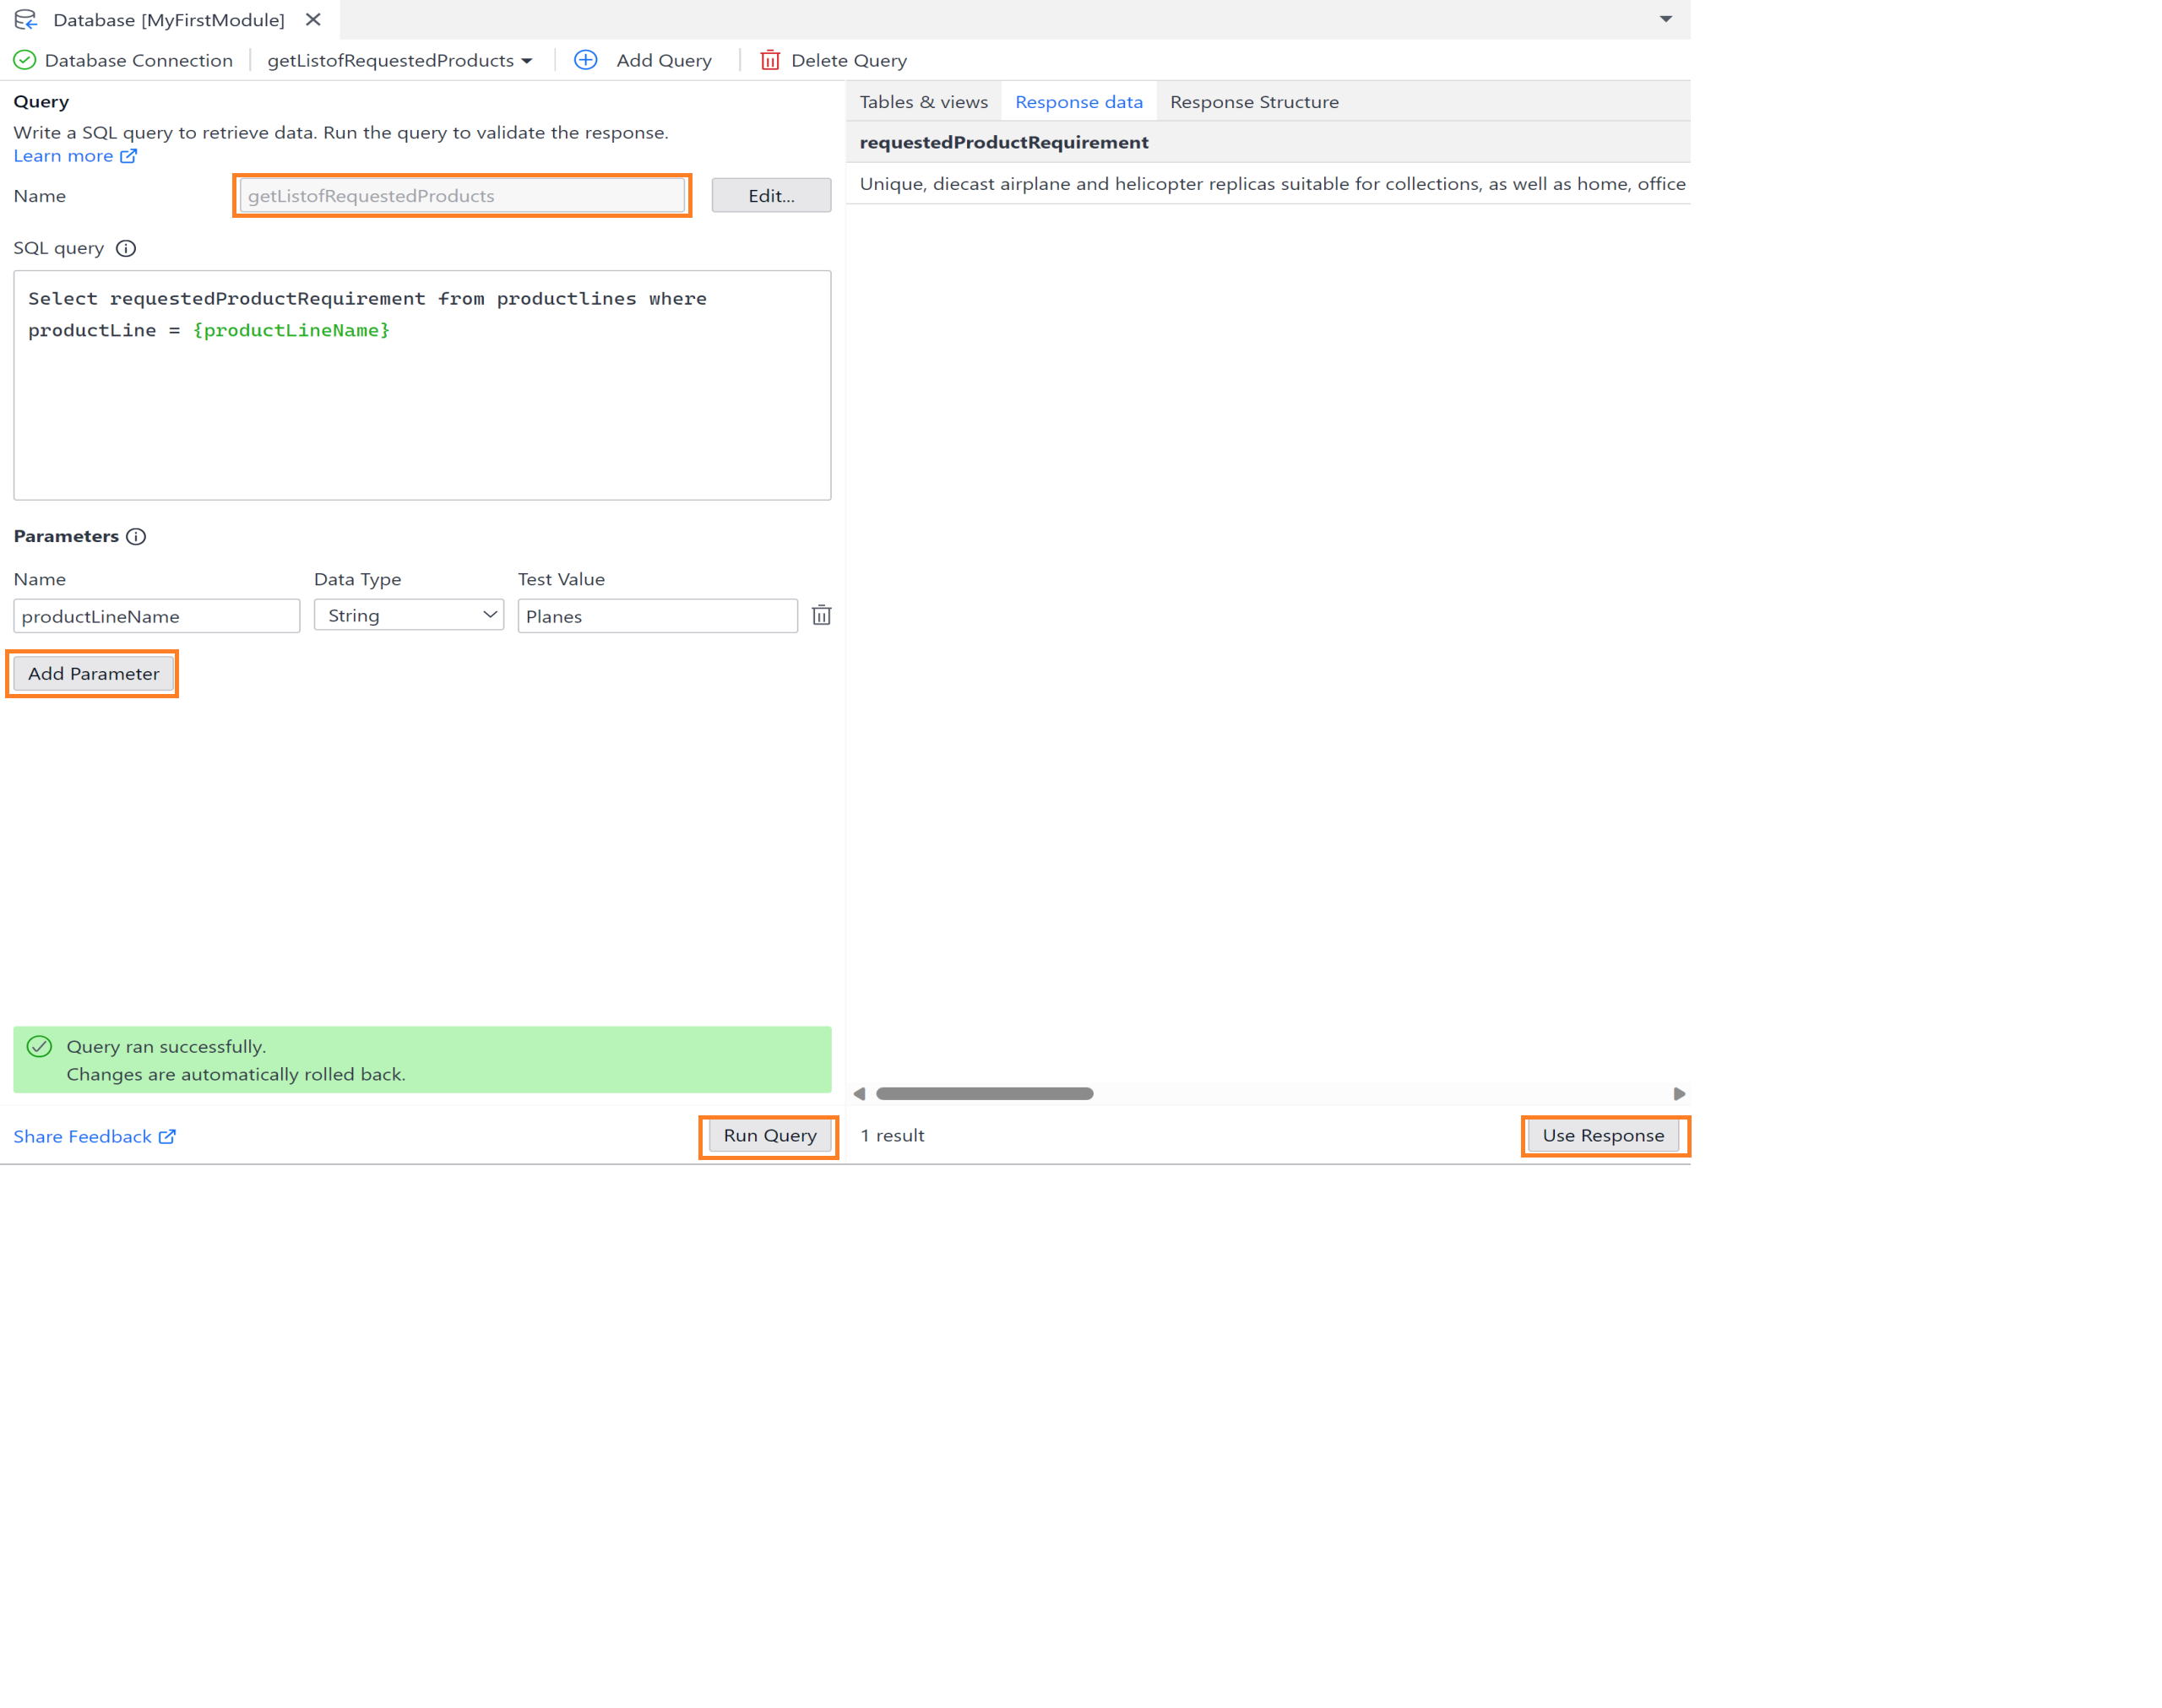 Database [MyFirstModule]
Database Connection
getListofRequestedProducts
Add Query
Delete Query
Query
Write a SQL query to retrieve data. Run the query to validate the response.
Learn more
Name
getListofRequestedProducts
Edit...
SQL query
Select requestedProductRequirement from productlines where
productLine = {productLineName}
Parameters
Name
Data Type
Test Value
productLineName
String
Planes
Add Parameter
Query ran successfully.
Changes are automatically rolled back.
Share Feedback
Run Query
Tables & views
Response data
Response Structure
requestedProductRequirement
Unique, diecast airplane and helicopter replicas suitable for collections, as well as home, office
1 result
Use Response